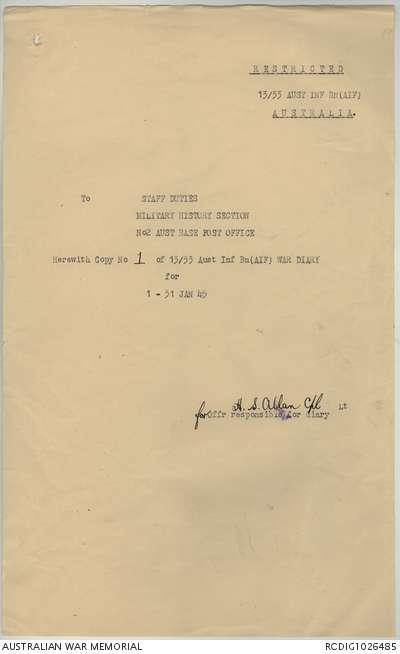 RESTRICTED
13/33 AUST INF BN(AIF)
AUSTRALIA.
To STAFF DUTIES
MILITARY HISTORY SECTION
No2 AUST BASE POST OFFICE
Herewith Copy No 1 of 13/33 Aust Inf Bn(AIF) WAR DIARY
for
1 - 31 JAN 45
H. S. Allan Cpl Lt
for Offr responsible for diary
AUSTRALIAN WAR MEMORIAL
RCDIG1026485